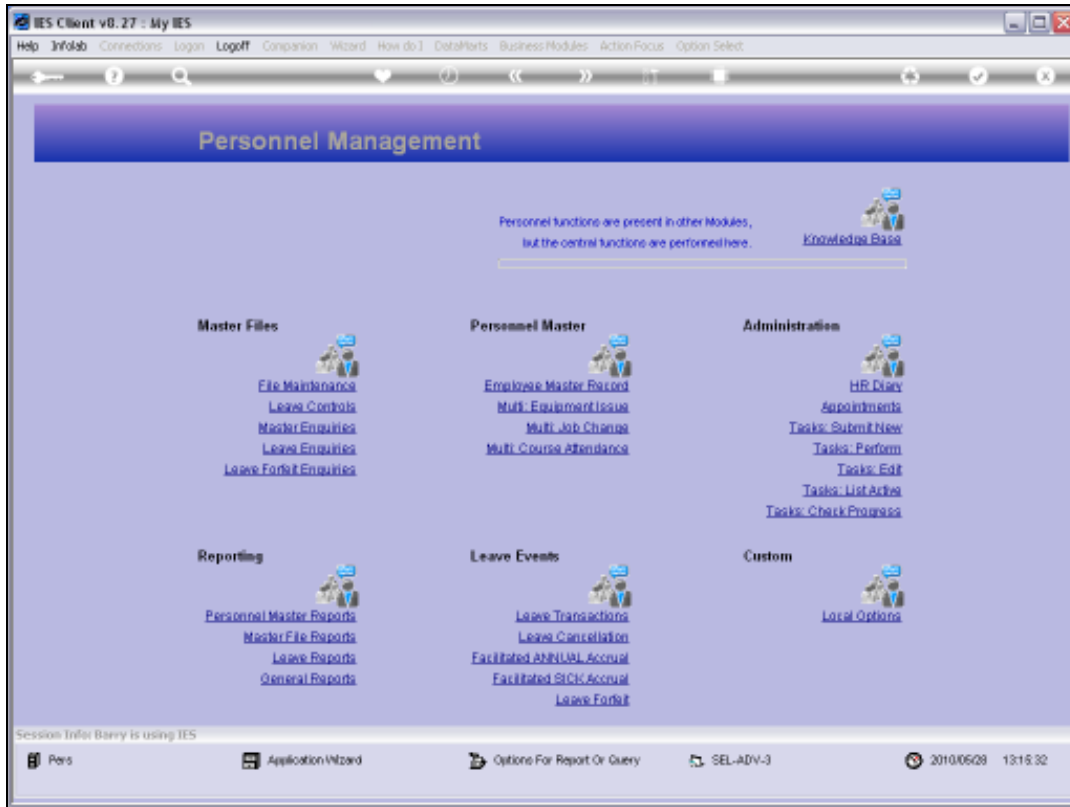 IES Client v8.27 : My IES
Help Infolab Connections Logon Logoff Companion Wizard How do I DataMarts Business Modules Action Focus Option Select
Personnel Management
Personnel functions are present in other Modules,
but the central functions are performed here.
Knowledge Base
Master Files
File Maintenance
Leave Controls
Master Enquiries
Leave Enquiries
Leave Forfeit Enquiries
Personnel Master
Employee Master Record
Multi: Equipment Issue
Multi: Job Change
Multi: Course Attendance
Administration
HR Diary
Appointments
Tasks: Submit New
Tasks: Perform
Tasks: Edit
Tasks: List Active
Tasks: Check Progress
Reporting
Personnel Master Reports
Master File Reports
Leave Reports
General Reports
Leave Events
Leave Transactions
Leave Cancellation
Facilitated ANNUAL Accrual
Facilitated SICK Accrual
Leave Forfeit
Custom
Local Options
Session Info: Barry is using IES
Pers Application Wizard Options For Report Or Query SEL-ADV-3 2010/05/28 13:15:32